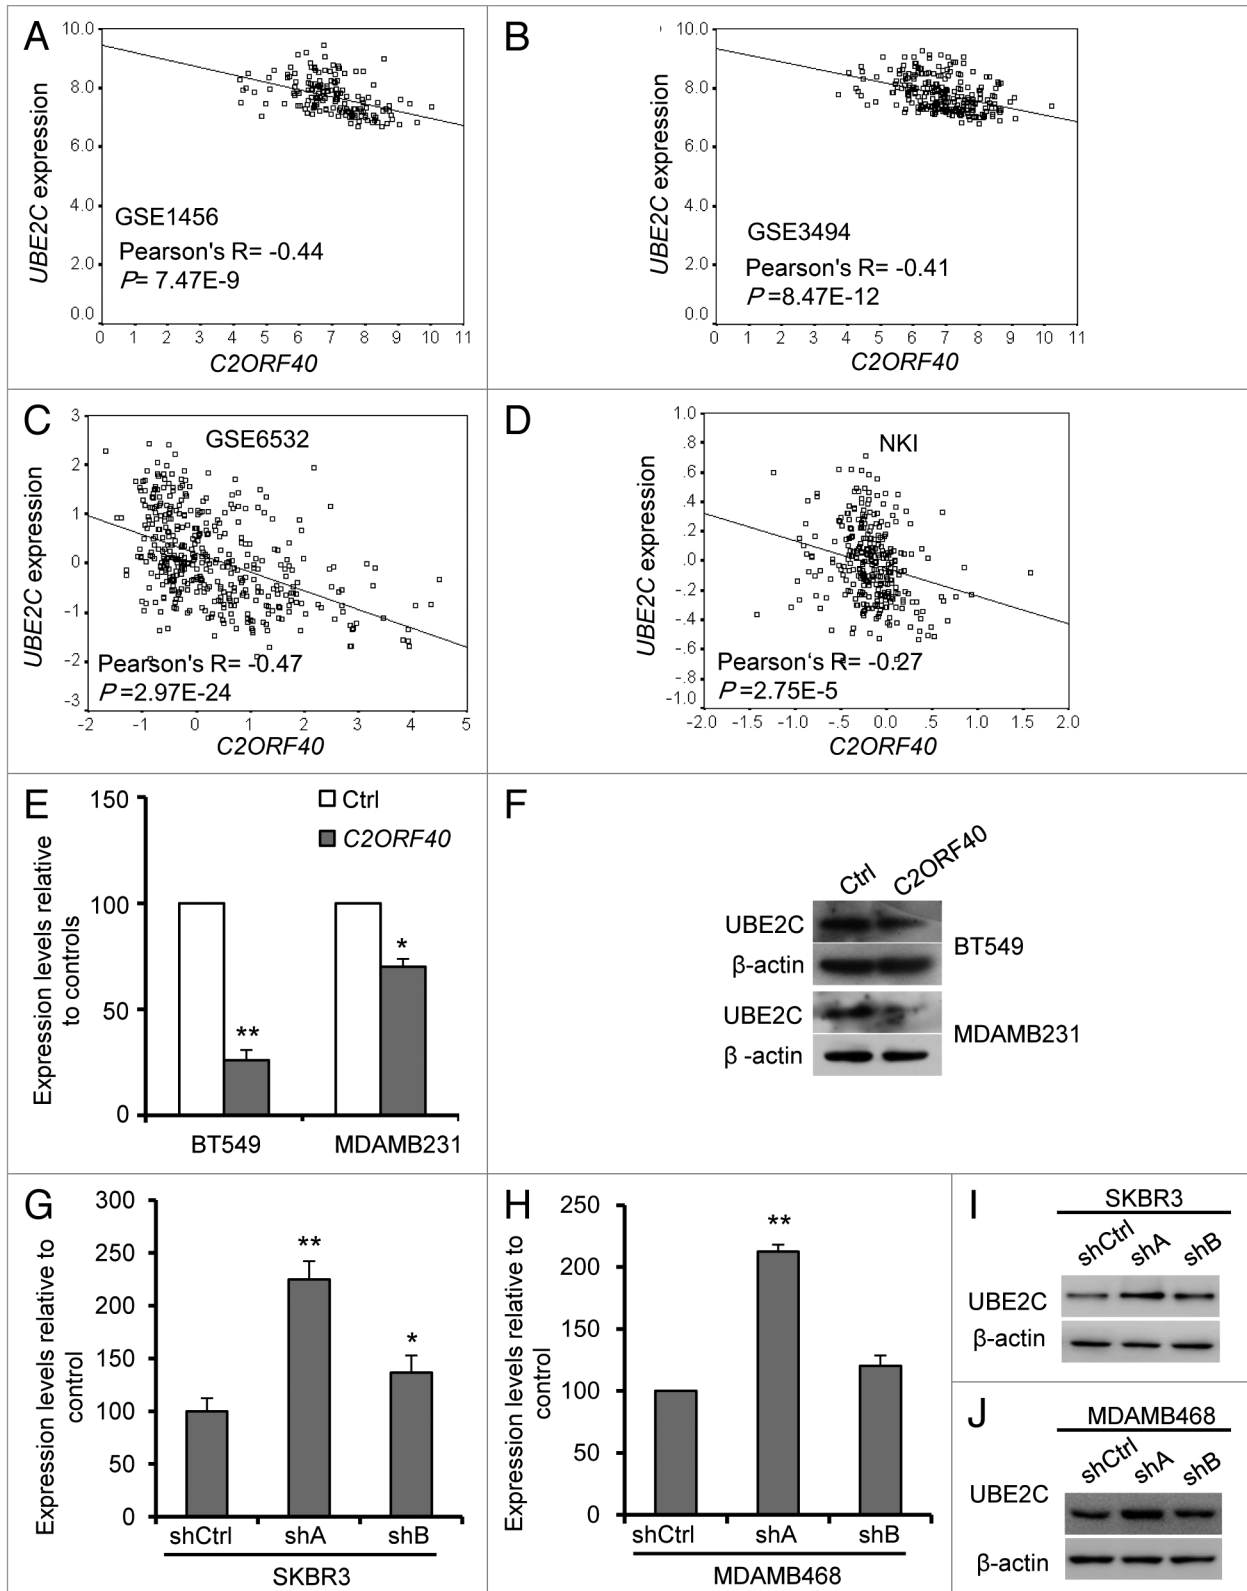 A
10.0
8.0
6.0
4.0
2.0
0.0
UBE2C expression
GSE1456
Pearson's R= -0.44
P= 7.47E-9
0 1 2 3 4 5 6 7 8 9 10 11
C2ORF40
B
10.0
8.0
6.0
4.0
2.0
0.0
UBE2C expression
GSE3494
Pearson's R= -0.41
P =8.47E-12
0 1 2 3 4 5 6 7 8 9 10 11
C2ORF40
C
3
2
1
0
-1
-2
-3
UBE2C expression
GSE6532
Pearson's R= -0.47
P =2.97E-24
-2 -1 0 1 2 3 4 5
C2ORF40
D
1.0
.8
.6
.4
.2
.0
-.2
-.4
-.6
-.8
-1.0
UBE2C expression
NKI
Pearson‘s R= -0.27
P =2.75E-5
-2.0 -1.5 -1.0 -.5 0.0 .5 1.0 1.5 2.0
C2ORF40
E
150
100
50
0
Expression levels relative
to controls
Ctrl
C2ORF40
**
*
BT549 MDAMB231
F
Ctrl C2ORF40
UBE2C
β-actin
BT549
UBE2C
β -actin
MDAMB231
G
300
250
200
150
100
50
0
Expression levels relative to
control
**
*
shCtrl shA shB
SKBR3
H
250
200
150
100
50
0
Expression levels relative to
control
**
shCtrl shA shB
MDAMB468
I
SKBR3
shCtrl shA shB
UBE2C
β-actin
J
MDAMB468
shCtrl shA shB
UBE2C
β-actin